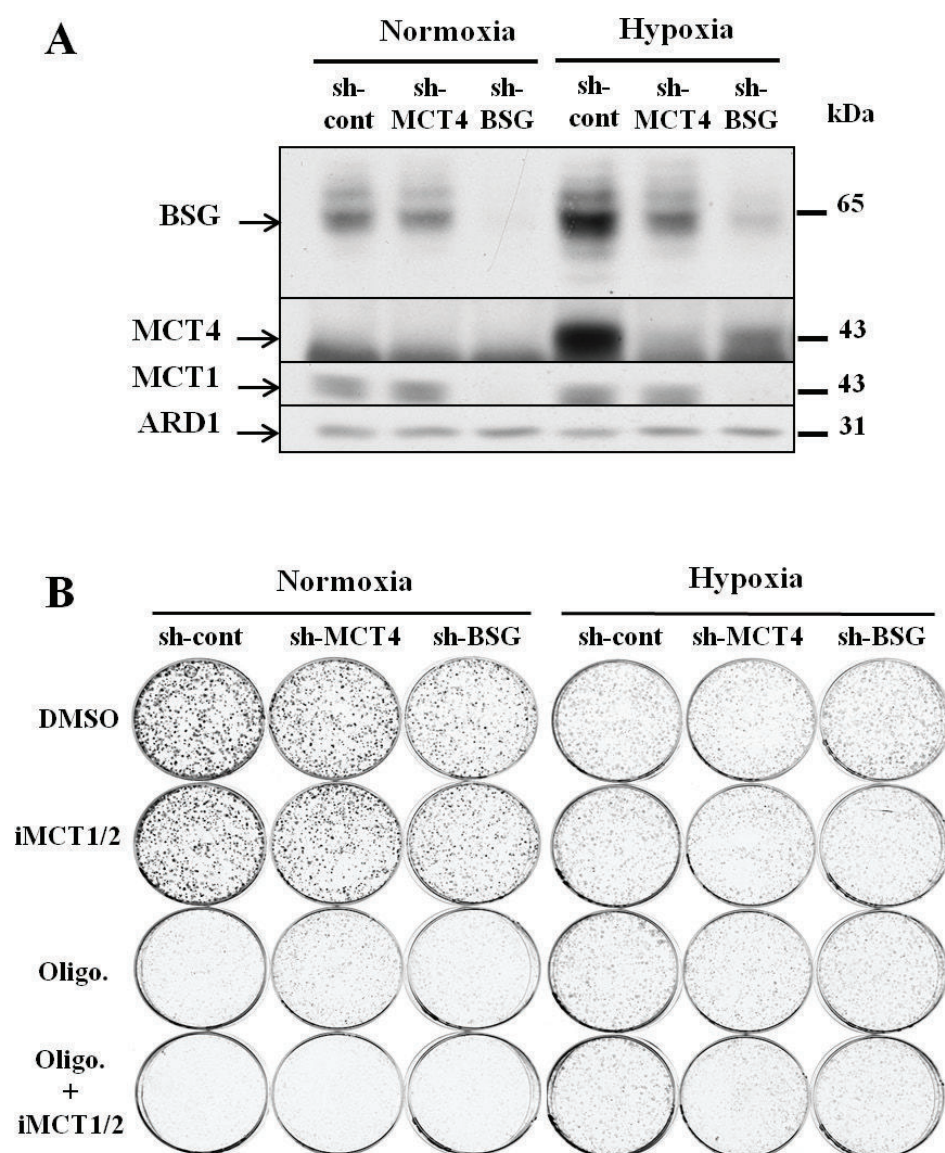 A
Normoxia Hypoxia
sh-cont sh-MCT4 sh-BSG sh-cont sh-MCT4 sh-BSG kDa
BSG 65
MCT4 43
MCT1 43
ARD1 31
B
Normoxia Hypoxia
sh-cont sh-MCT4 sh-BSG sh-cont sh-MCT4 sh-BSG
DMSO
iMCT1/2
Oligo.
Oligo.
+
iMCT1/2